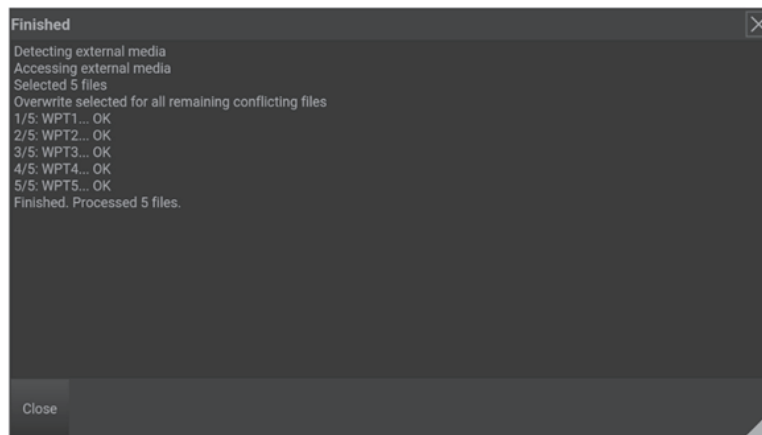 Finished
Detecting external media
Accessing external media
Selected 5 files
Overwrite selected for all remaining conflicting files
1/5: WPT1... OK
2/5: WPT2... OK
3/5: WPT3... OK
4/5: WPT4... OK
5/5: WPT5... OK
Finished. Processed 5 files.
Close